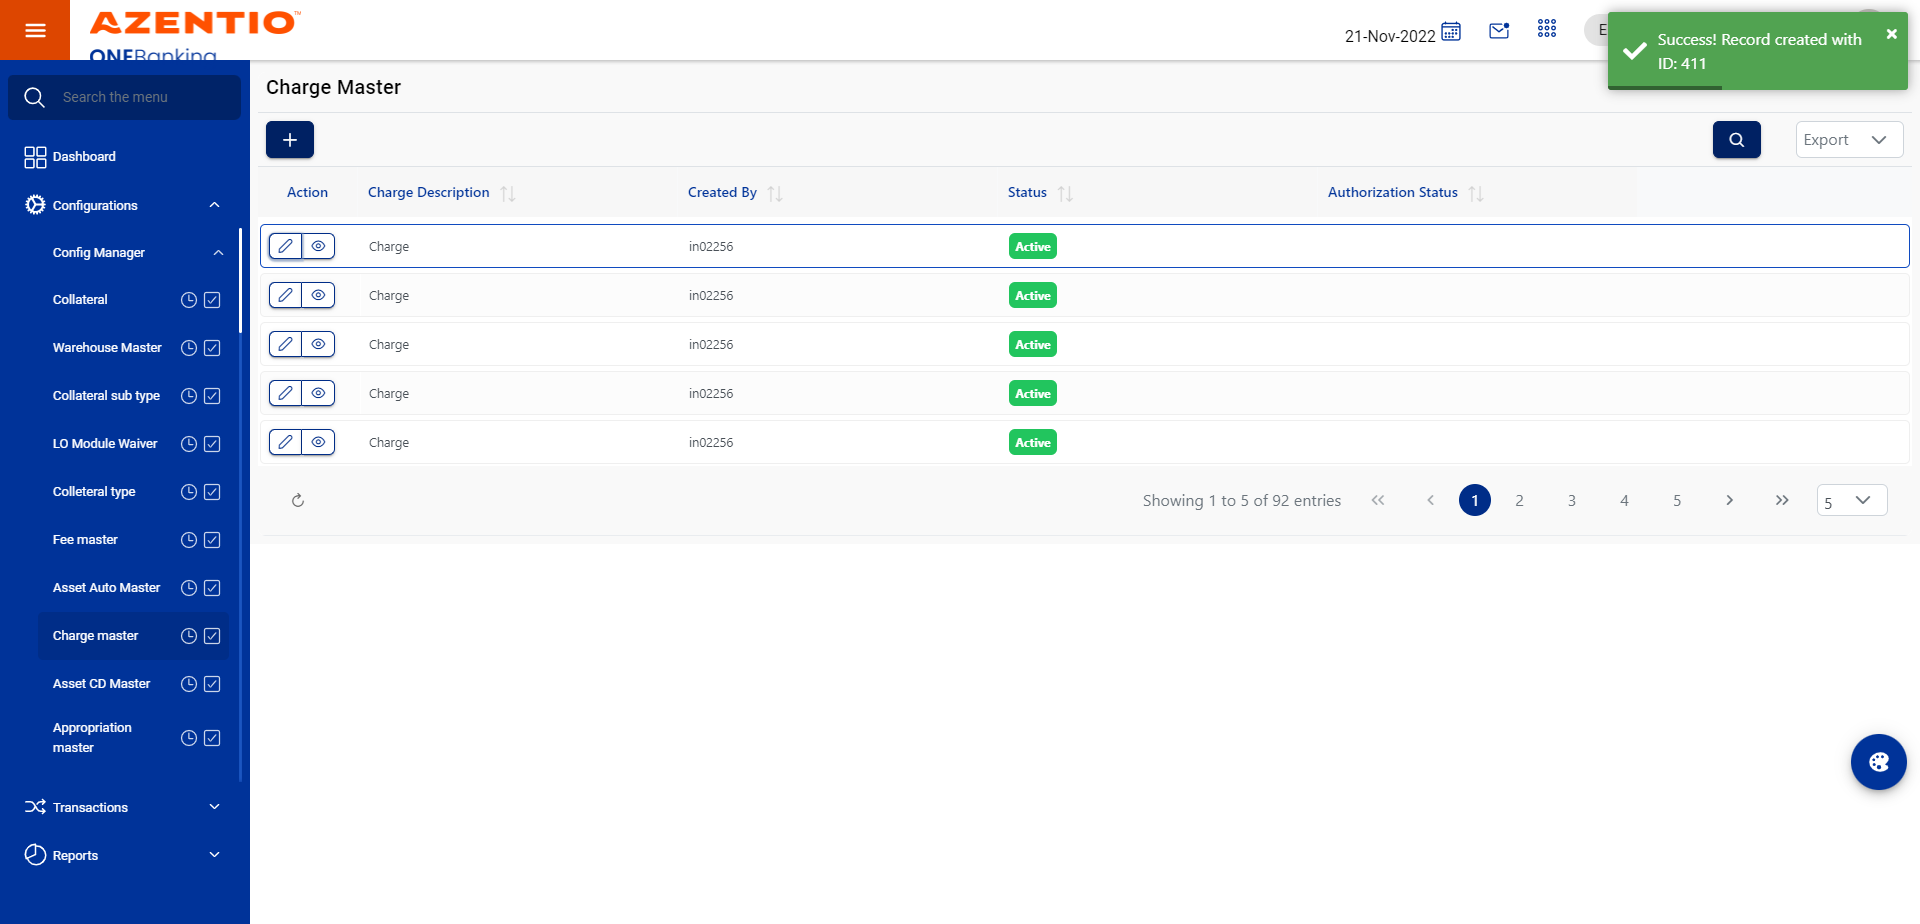 AZENTIO™
ONEBanking
21-Nov-2022
E
Success! Record created with
ID: 411
Search the menu
Dashboard
Configurations
Config Manager
Collateral
Warehouse Master
Collateral sub type
LO Module Waiver
Colleteral type
Fee master
Asset Auto Master
Charge master
Asset CD Master
Appropriation
master
Transactions
Reports
Charge Master
Export
Action Charge Description Created By Status Authorization Status
Charge in02256 Active
Charge in02256 Active
Charge in02256 Active
Charge in02256 Active
Charge in02256 Active
Showing 1 to 5 of 92 entries 1 2 3 4 5 5